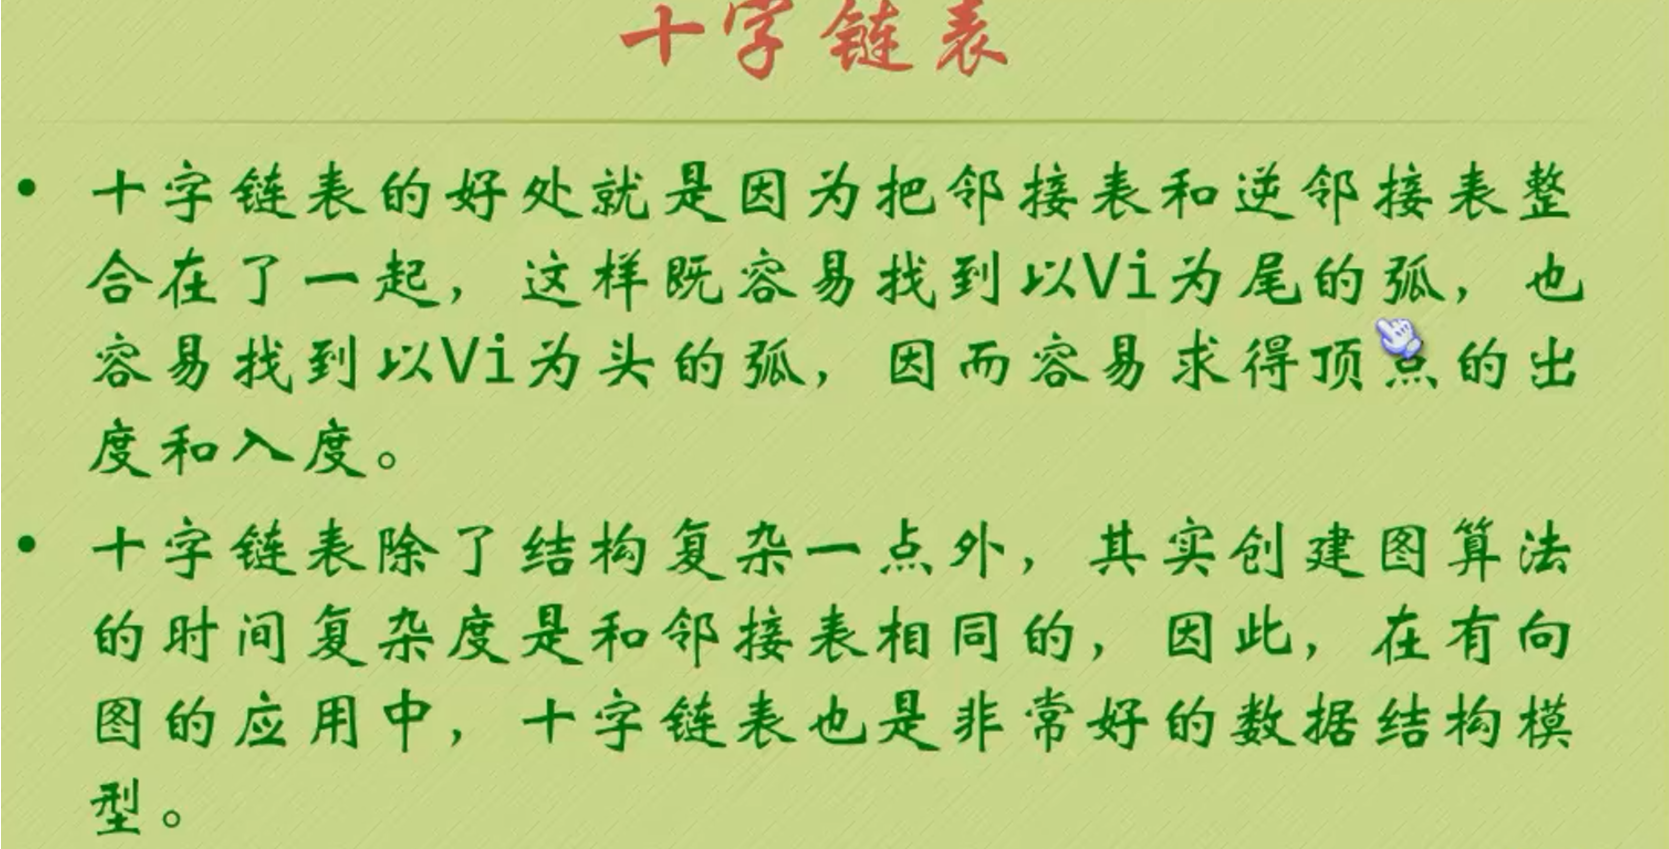 十字链表
• 十字链表的好处就是因为把邻接表和逆邻接表整
合在了一起，这样既容易找到以Vi为尾的弧，也
容易找到以Vi为头的弧，因而容易求得顶点的出
度和入度。
• 十字链表除了结构复杂一点外，其实创建图算法
的时间复杂度是和邻接表相同的，因此，在有向
图的应用中，十字链表也是非常好的数据结构模
型。